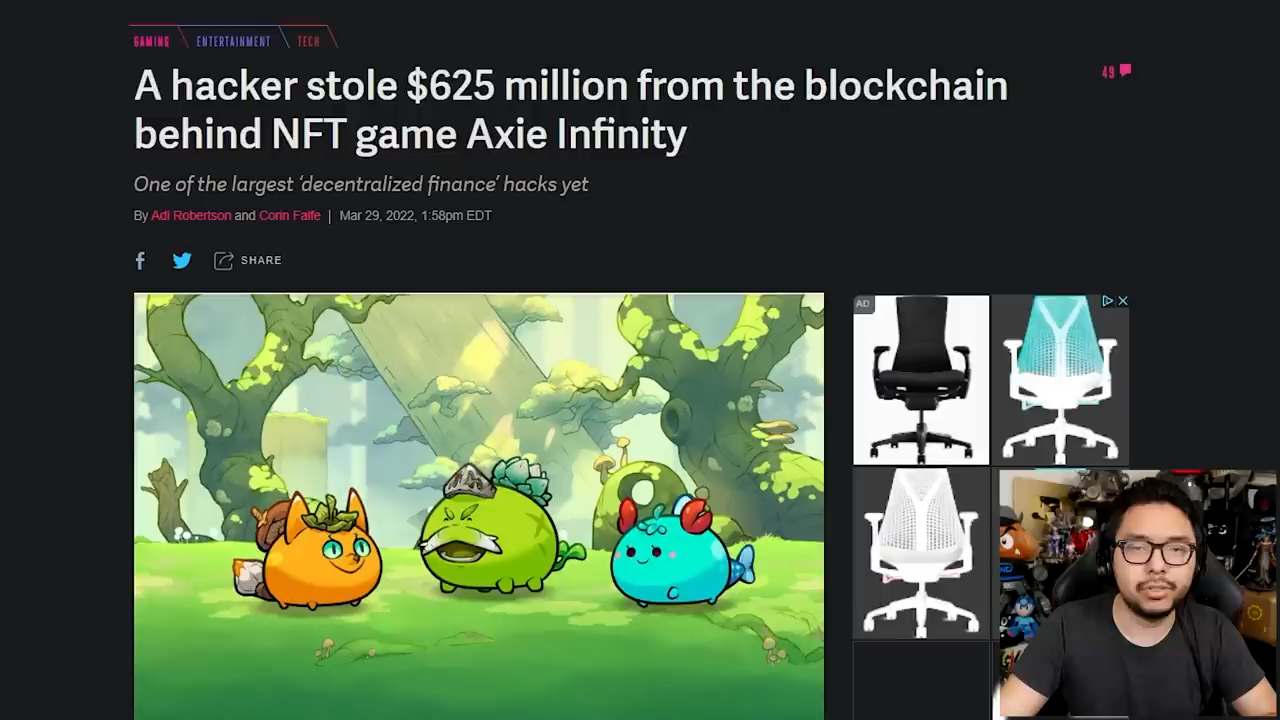 GAMING ENTERTAINMENT TECH
A hacker stole $625 million from the blockchain
49
behind NFT game Axie Infinity
One of the largest ‘decentralized finance’ hacks yet
By Adi Robertson and Corin Faife | Mar 29, 2022, 1:58pm EDT
SHARE
AD